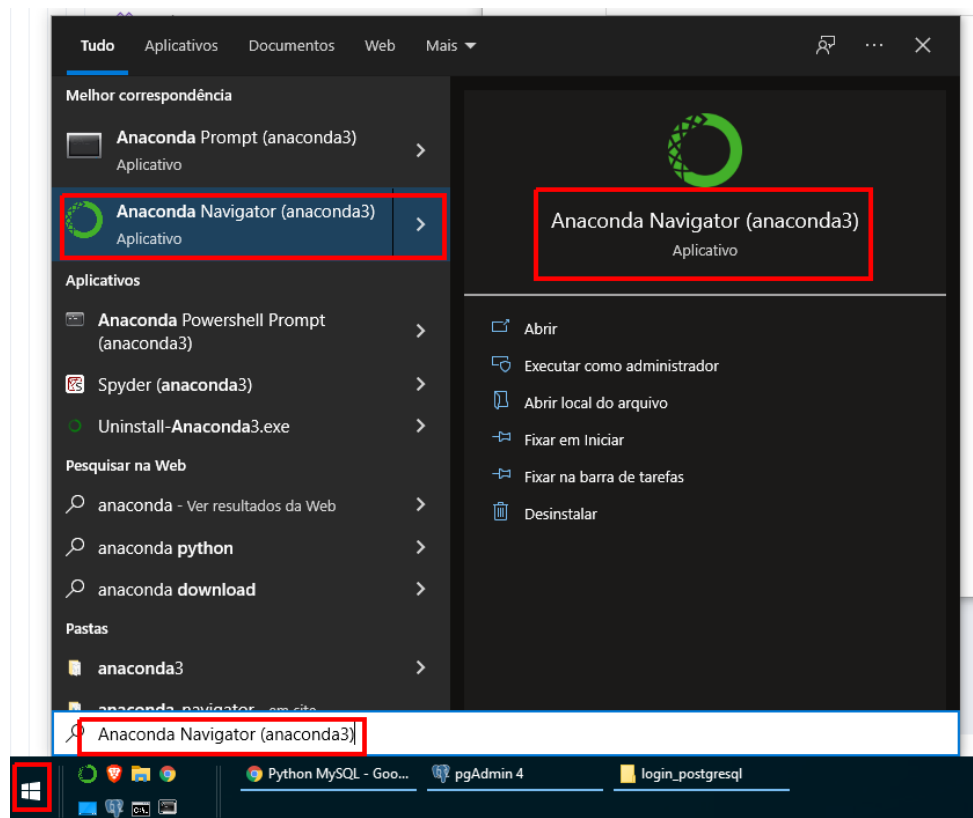 Tudo Aplicativos Documentos Web Mais
Melhor correspondência
Anaconda Prompt (anaconda3)
Aplicativo
Anaconda Navigator (anaconda3)
Aplicativo
Aplicativos
Anaconda Powershell Prompt
(anaconda3)
Spyder (anaconda3)
Uninstall-Anaconda3.exe
Pesquisar na Web
anaconda - Ver resultados da Web
anaconda python
anaconda download
Pastas
anaconda3
anaconda_navigator - em site
Anaconda Navigator (anaconda3)
Aplicativo
Abrir
Executar como administrador
Abrir local do arquivo
Fixar em Iniciar
Fixar na barra de tarefas
Desinstalar
Anaconda Navigator (anaconda3)
Python MySQL - Goo... pgAdmin 4 login_postgresql